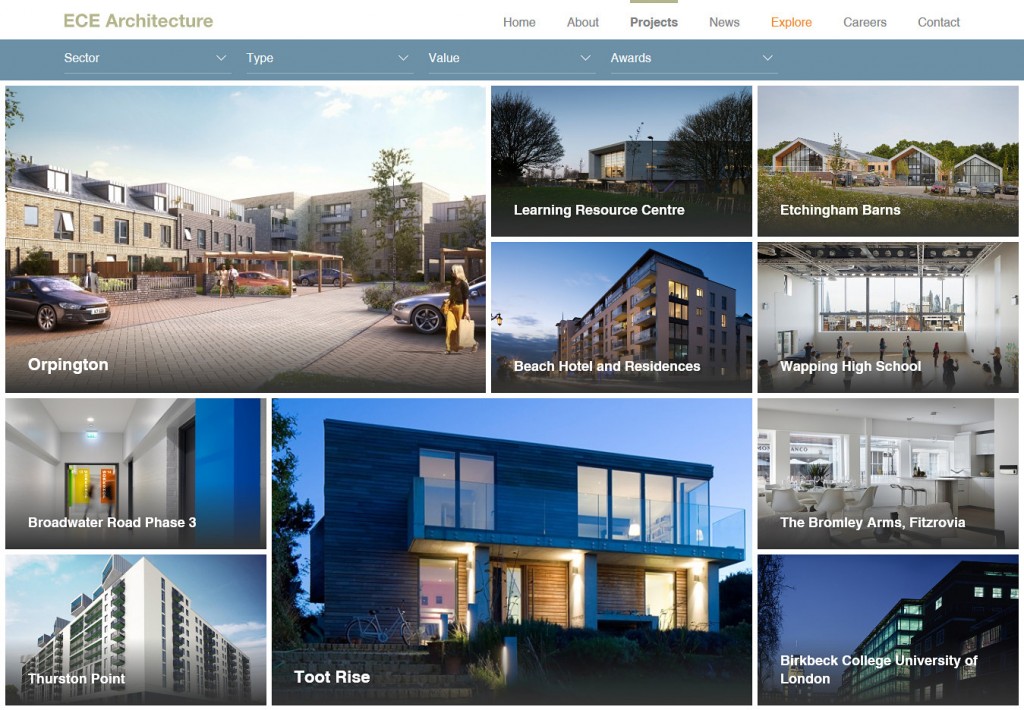 ECE Architecture
Home About Projects News Explore Careers Contact
Sector Type Value Awards
Orpington
Learning Resource Centre
Etchingham Barns
Beach Hotel and Residences
Wapping High School
Broadwater Road Phase 3
Toot Rise
The Bromley Arms, Fitzrovia
Thurston Point
Birkbeck College University of
London